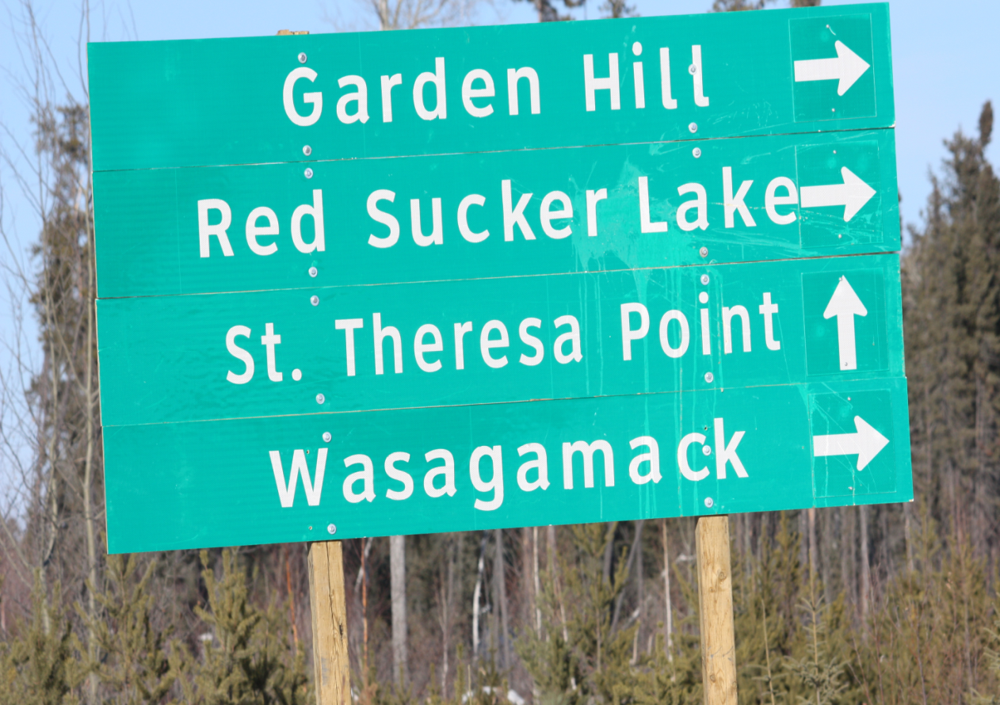 Garden Hill
Red Sucker Lake
St. Theresa Point
Wasagamack